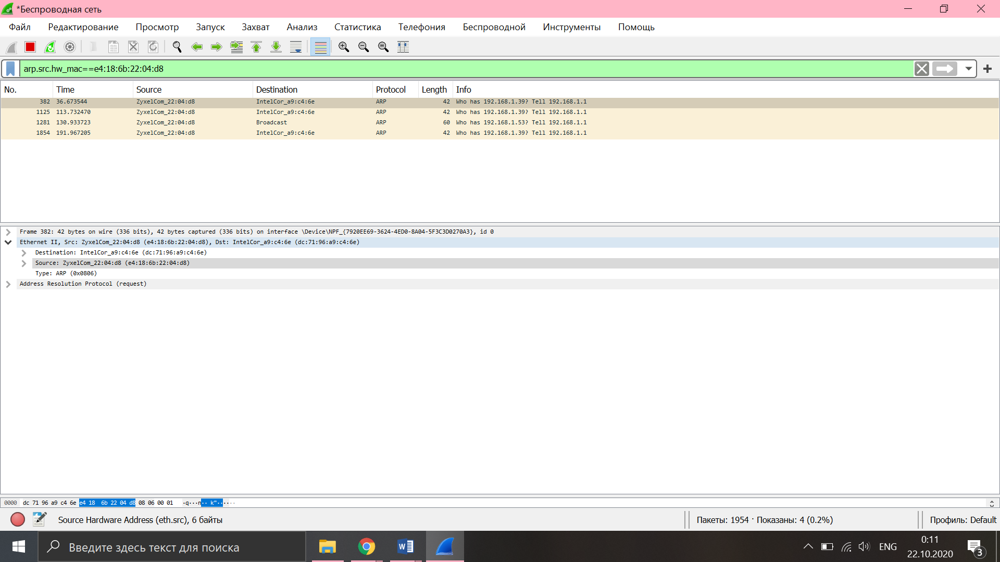 *Беспроводная сеть
Файл Редактирование Просмотр Запуск Захват Анализ Статистика Телефония Беспроводной Инструменты Помощь
arp.src.hw_mac==e4:18:6b:22:04:d8
No. Time Source Destination Protocol Length Info
382 36.673544 ZyxelCom_22:04:d8 IntelCor_a9:c4:6e ARP 42 Who has 192.168.1.39? Tell 192.168.1.1
1125 113.732470 ZyxelCom_22:04:d8 IntelCor_a9:c4:6e ARP 42 Who has 192.168.1.39? Tell 192.168.1.1
1281 130.933723 ZyxelCom_22:04:d8 Broadcast ARP 60 Who has 192.168.1.53? Tell 192.168.1.1
1854 191.967205 ZyxelCom_22:04:d8 IntelCor_a9:c4:6e ARP 42 Who has 192.168.1.39? Tell 192.168.1.1
Frame 382: 42 bytes on wire (336 bits), 42 bytes captured (336 bits) on interface \Device\NPF_{7920EE69-3624-4ED0-8A04-5F3C3D0270A3}, id 0
Ethernet II, Src: ZyxelCom_22:04:d8 (e4:18:6b:22:04:d8), Dst: IntelCor_a9:c4:6e (dc:71:96:a9:c4:6e)
Destination: IntelCor_a9:c4:6e (dc:71:96:a9:c4:6e)
Source: ZyxelCom_22:04:d8 (e4:18:6b:22:04:d8)
Type: ARP (0x0806)
Address Resolution Protocol (request)
0000 dc 71 96 a9 c4 6e e4 18 6b 22 04 d8 08 06 00 01 ·q···n·· k"·····
Source Hardware Address (eth.src), 6 байты Пакеты: 1954 · Показаны: 4 (0.2%) Профиль: Default
Введите здесь текст для поиска
ENG
0:11
22.10.2020
3